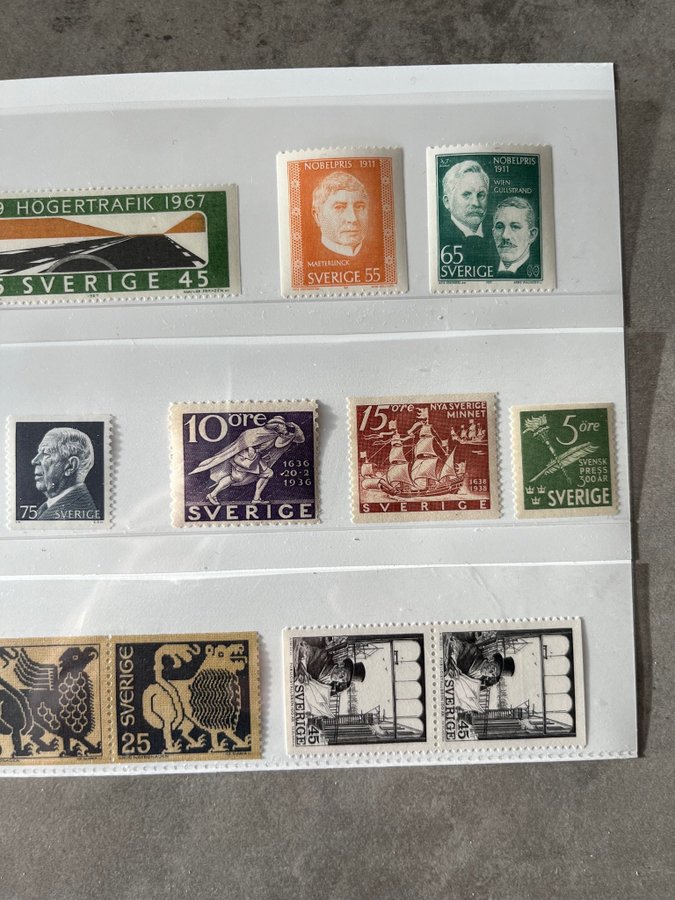 9 HÖGERTRAFIK 1967
5 SVERIGE 45
NOBELPRIS 1911
MAETERLINCK
SVERIGE 55
NOBELPRIS
1911
WIEN
GULLSTRAND
65
SVERIGE
75 SVERIGE
10 öre
1636
20-2
1936
SVERIGE
15 öre NYA SVERIGE
MINNET
1638
1938
SVERIGE
5 öre
SVENSK
PRESS
300 ÅR
SVERIGE
SVERIGE
25
SVERIGE
45
SVERIGE
45